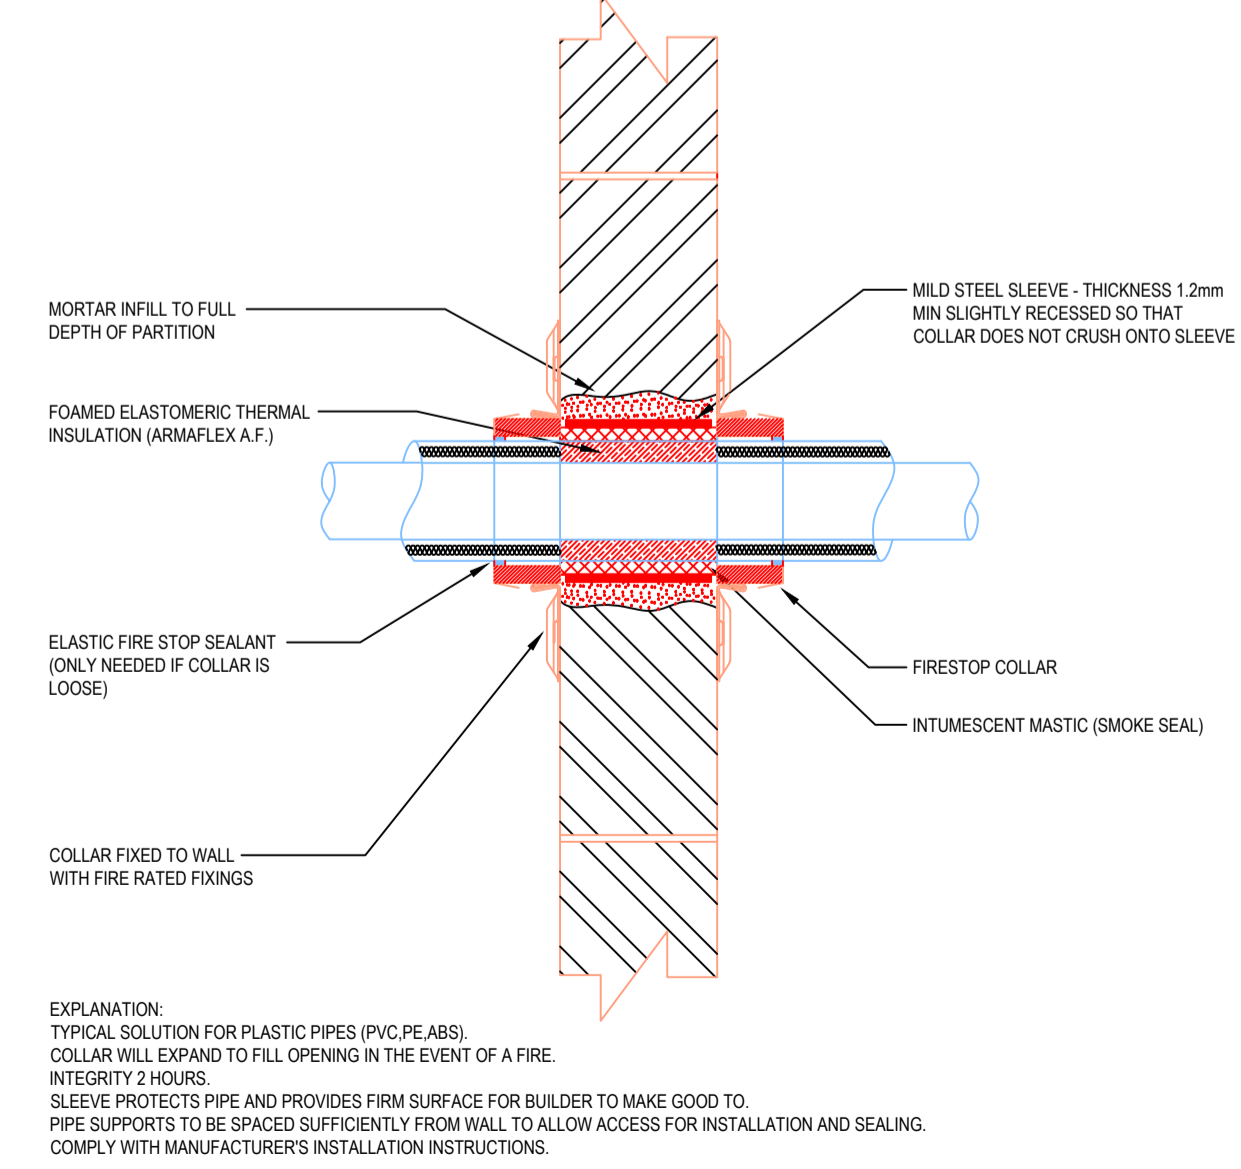 MORTAR INFILL TO FULL
DEPTH OF PARTITION
FOAMED ELASTOMERIC THERMAL
INSULATION (ARMAFLEX A.F.)
ELASTIC FIRE STOP SEALANT
(ONLY NEEDED IF COLLAR IS
LOOSE)
COLLAR FIXED TO WALL
WITH FIRE RATED FIXINGS
MILD STEEL SLEEVE - THICKNESS 1.2mm
MIN SLIGHTLY RECESSED SO THAT
COLLAR DOES NOT CRUSH ONTO SLEEVE
FIRESTOP COLLAR
INTUMESCENT MASTIC (SMOKE SEAL)
EXPLANATION:
TYPICAL SOLUTION FOR PLASTIC PIPES (PVC,PE,ABS).
COLLAR WILL EXPAND TO FILL OPENING IN THE EVENT OF A FIRE.
INTEGRITY 2 HOURS.
SLEEVE PROTECTS PIPE AND PROVIDES FIRM SURFACE FOR BUILDER TO MAKE GOOD TO.
PIPE SUPPORTS TO BE SPACED SUFFICIENTLY FROM WALL TO ALLOW ACCESS FOR INSTALLATION AND SEALING.
COMPLY WITH MANUFACTURER'S INSTALLATION INSTRUCTIONS.